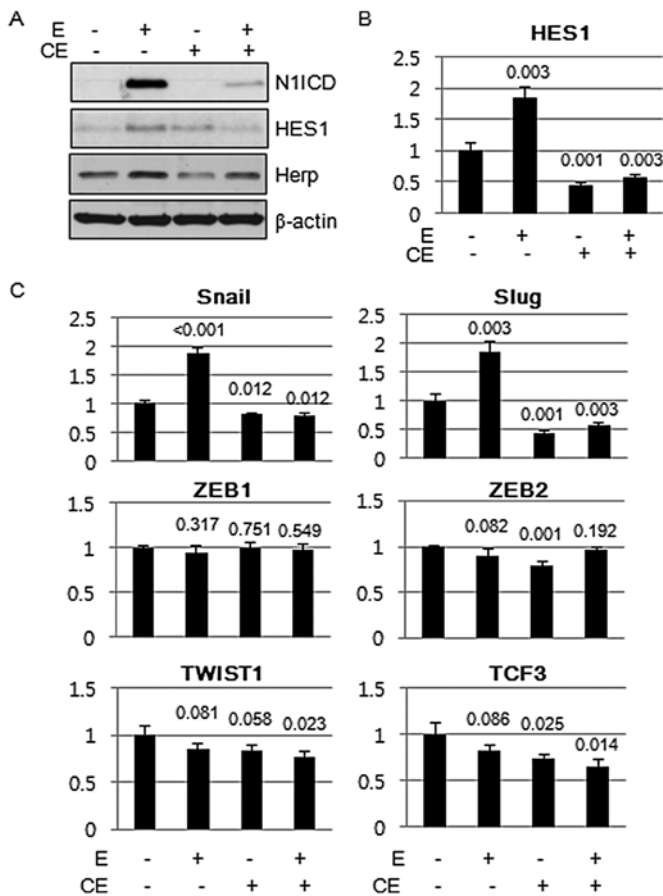 A
E - + - +
CE - - + +
N1ICD
HES1
Herp
β-actin
B
HES1
2.5
2
1.5
1
0.5
0
0.003
0.001
0.003
E - + - +
CE - - + +
C
Snail
2.5
2
1.5
1
0.5
0
<0.001
0.012
0.012
Slug
2.5
2
1.5
1
0.5
0
0.003
0.001
0.003
ZEB1
1.5
1
0.5
0
0.317
0.751
0.549
ZEB2
1.5
1
0.5
0
0.082
0.001
0.192
TWIST1
1.5
1
0.5
0
0.081
0.058
0.023
TCF3
1.5
1
0.5
0
0.086
0.025
0.014
E - + - +
CE - - + +
E - + - +
CE - - + +